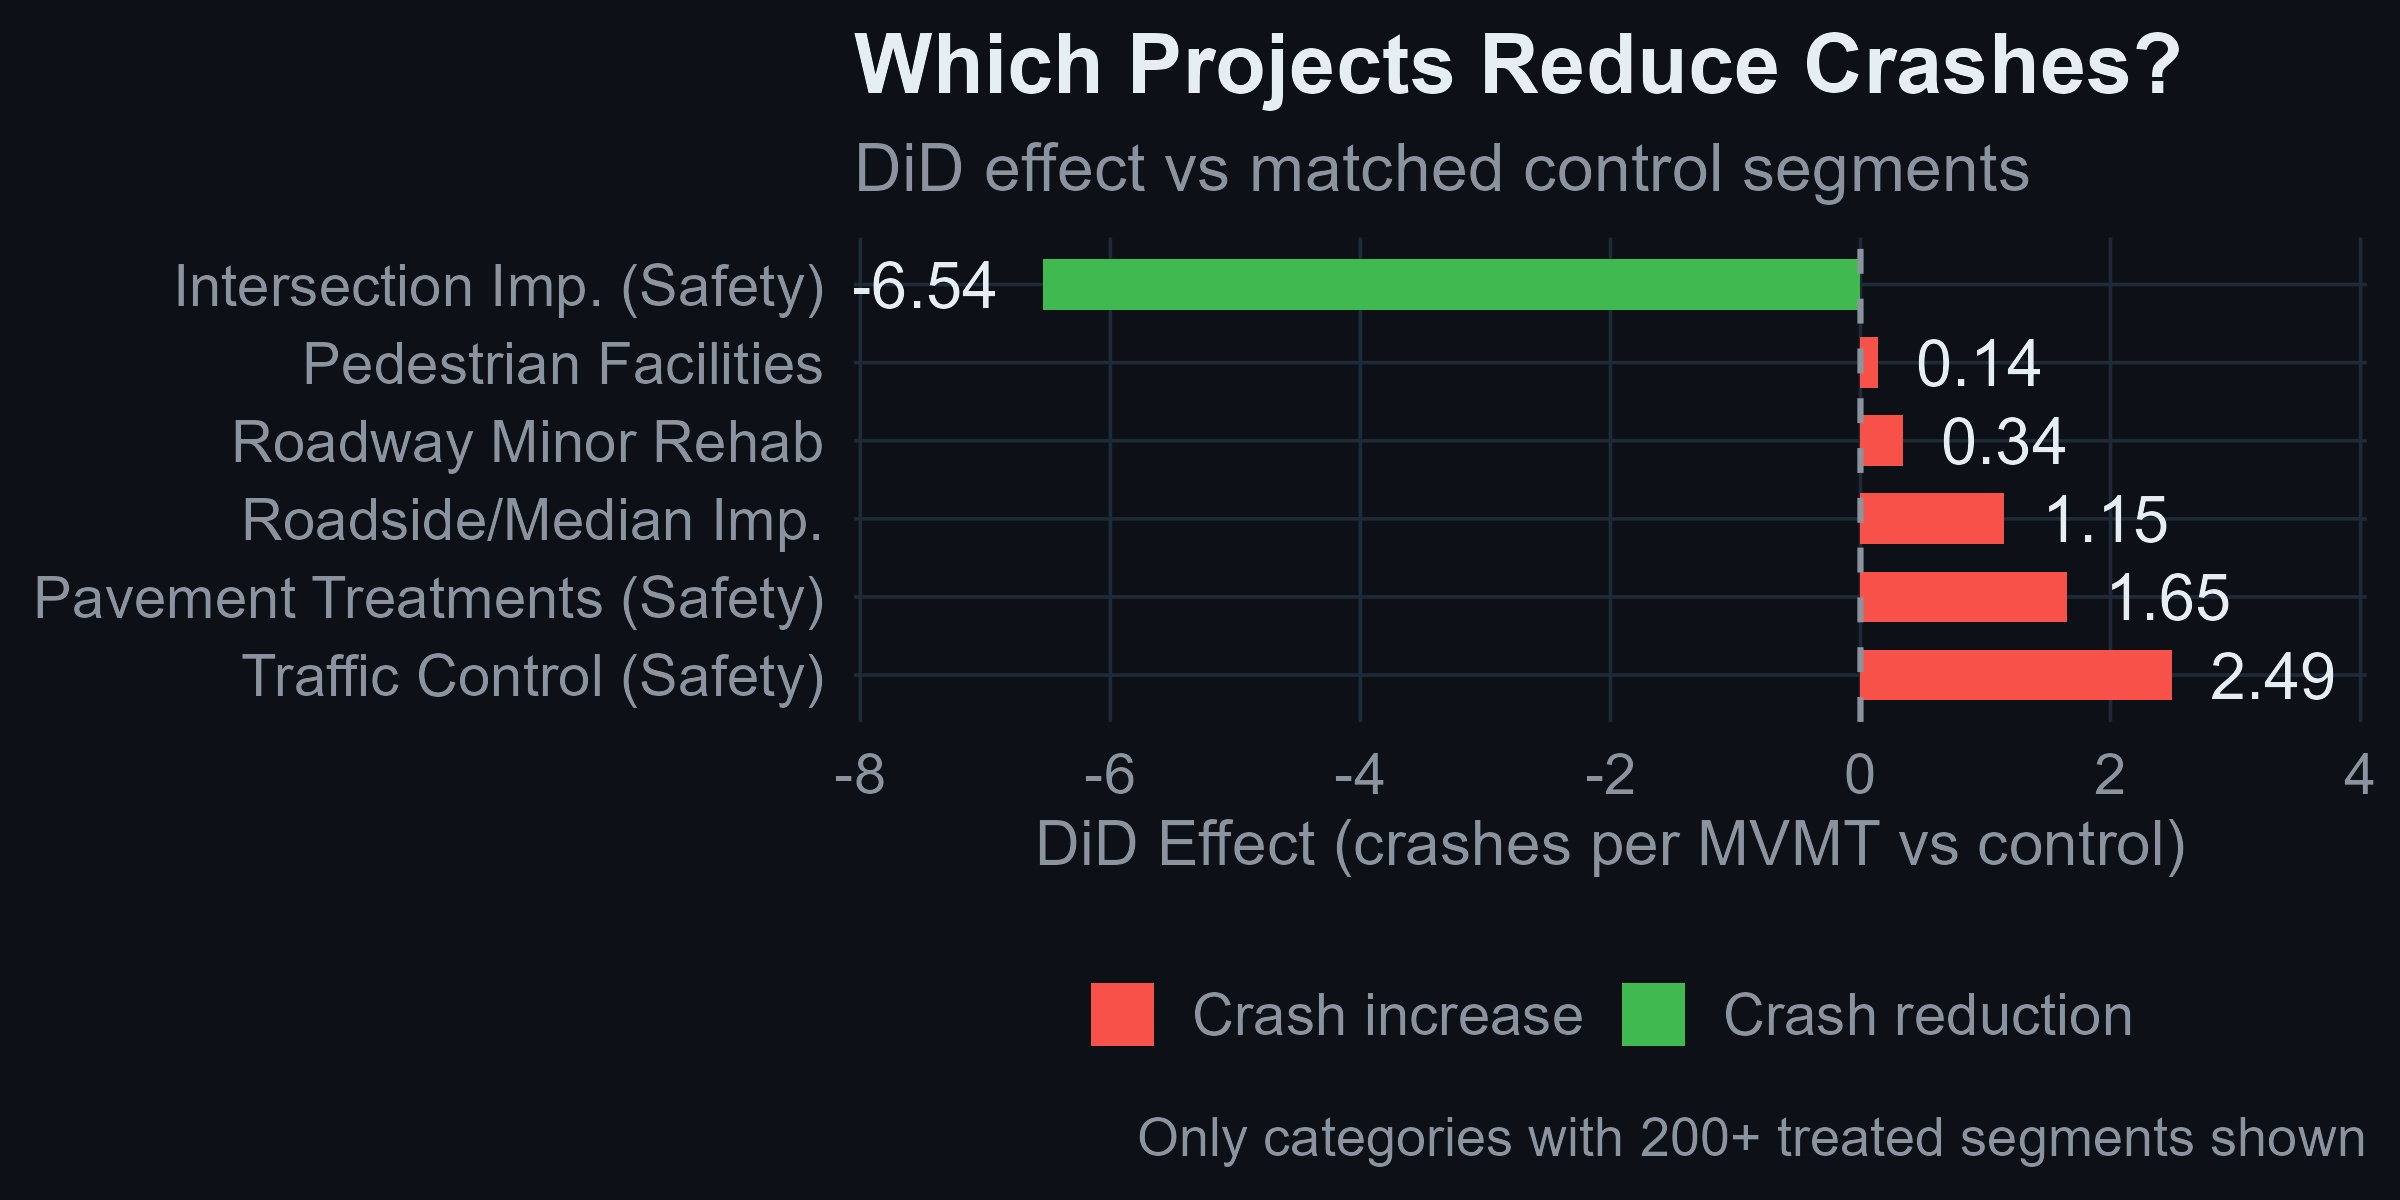 Which Projects Reduce Crashes?
DiD effect vs matched control segments
Intersection Imp. (Safety) -6.54
Pedestrian Facilities 0.14
Roadway Minor Rehab 0.34
Roadside/Median Imp. 1.15
Pavement Treatments (Safety) 1.65
Traffic Control (Safety) 2.49
-8 -6 -4 -2 0 2 4
DiD Effect (crashes per MVMT vs control)
Crash increase Crash reduction
Only categories with 200+ treated segments shown